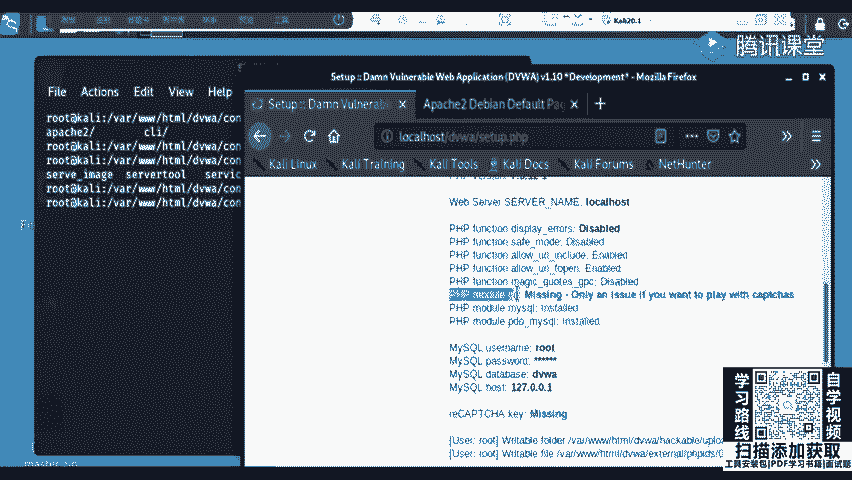 Kali20.1
腾讯课堂
Setup :: Damn Vulnerable Web Application (DVWA) v1.10 *Development* - Mozilla Firefox
File Actions Edit View Help
Setup :: Damn Vulnerab
Apache2 Debian Default Pag
localhost/dvwa/setup.php
Kali Linux Kali Training Kali Tools Kali Docs Kali Forums NetHunter
root@kali:/var/www/html/dvwa/con
apache2/ cli/
root@kali:/var/www/html/dvwa/con
root@kali:/var/www/html/dvwa/con
serve_image servertool servic
root@kali:/var/www/html/dvwa/con
root@kali:/var/www/html/dvwa/con
Web Server SERVER_NAME: localhost
PHP function display_errors: Disabled
PHP function safe_mode: Disabled
PHP function allow_url_include: Enabled
PHP function allow_url_fopen: Enabled
PHP function magic_quotes_gpc: Disabled
PHP module Missing - Only an issue if you want to play with captchas
PHP module mysql: Installed
PHP module pdo_mysql: Installed
MySQL username: root
MySQL password: ******
MySQL database: dvwa
MySQL host: 127.0.0.1
reCAPTCHA key: Missing
[User: root] Writable folder /var/www/html/dvwa/hackable/uploa
[User: root] Writable file /var/www/html/dvwa/external/phpids/0
学习路线
自学视频
扫描添加获取
工具安装包|PDF学习书籍|面试题